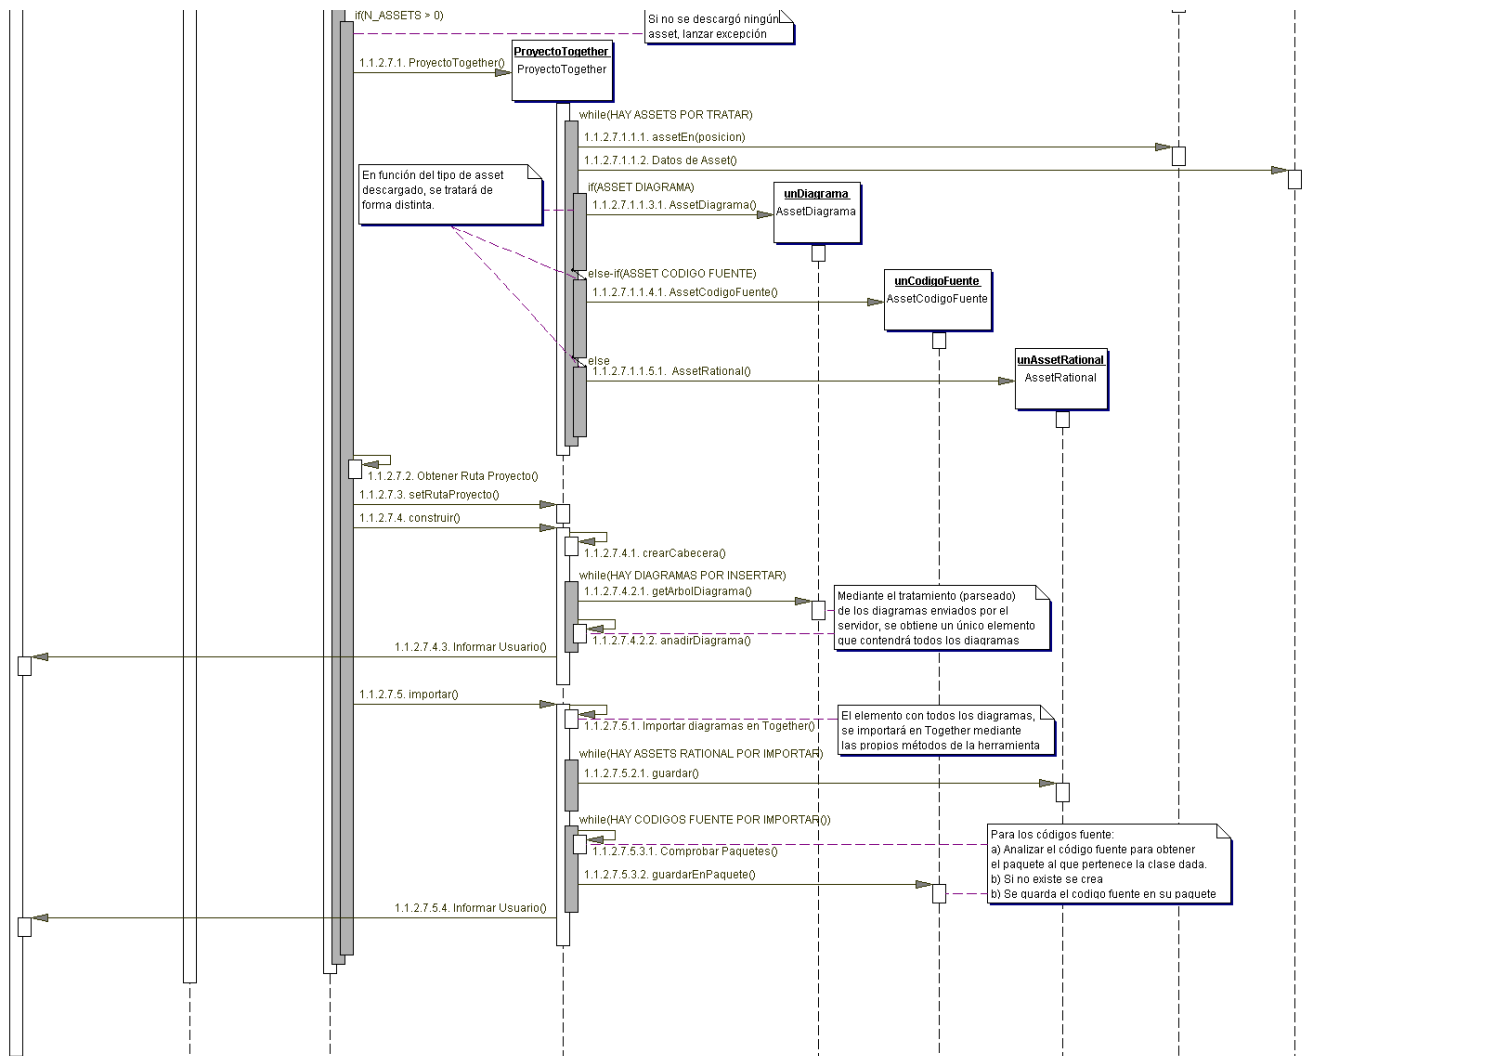 if(N_ASSETS > 0)
Si no se descargó ningún
asset, lanzar excepción
1.1.2.7.1. ProyectoTogether()
ProyectoTogether
ProyectoTogether
while(HAY ASSETS POR TRATAR)
1.1.2.7.1.1.1. assetEn(posicion)
1.1.2.7.1.1.2. Datos de Asset()
En función del tipo de asset
descargado, se tratará de
forma distinta.
if(ASSET DIAGRAMA)
1.1.2.7.1.1.3.1. AssetDiagrama()
unDiagrama
AssetDiagrama
else-if(ASSET CODIGO FUENTE)
1.1.2.7.1.1.4.1. AssetCodigoFuente()
unCodigoFuente
AssetCodigoFuente
else
1.1.2.7.1.1.5.1. AssetRational()
unAssetRational
AssetRational
1.1.2.7.2. Obtener Ruta Proyecto()
1.1.2.7.3. setRutaProyecto()
1.1.2.7.4. construir()
1.1.2.7.4.1. crearCabecera()
while(HAY DIAGRAMAS POR INSERTAR)
1.1.2.7.4.2.1. getArbolDiagrama()
Mediante el tratamiento (parseado)
de los diagramas enviados por el
servidor, se obtiene un único elemento
que contendrá todos los diagramas
1.1.2.7.4.2.2. anadirDiagrama()
1.1.2.7.4.3. Informar Usuario()
1.1.2.7.5. importar()
1.1.2.7.5.1. Importar diagramas en Together()
El elemento con todos los diagramas,
se importará en Together mediante
las propios métodos de la herramienta
while(HAY ASSETS RATIONAL POR IMPORTAR)
1.1.2.7.5.2.1. guardar()
while(HAY CODIGOS FUENTE POR IMPORTAR())
1.1.2.7.5.3.1. Comprobar Paquetes()
Para los códigos fuente:
a) Analizar el código fuente para obtener
el paquete al que pertenece la clase dada.
b) Si no existe se crea
b) Se guarda el codigo fuente en su paquete
1.1.2.7.5.3.2. guardarEnPaquete()
1.1.2.7.5.4. Informar Usuario()